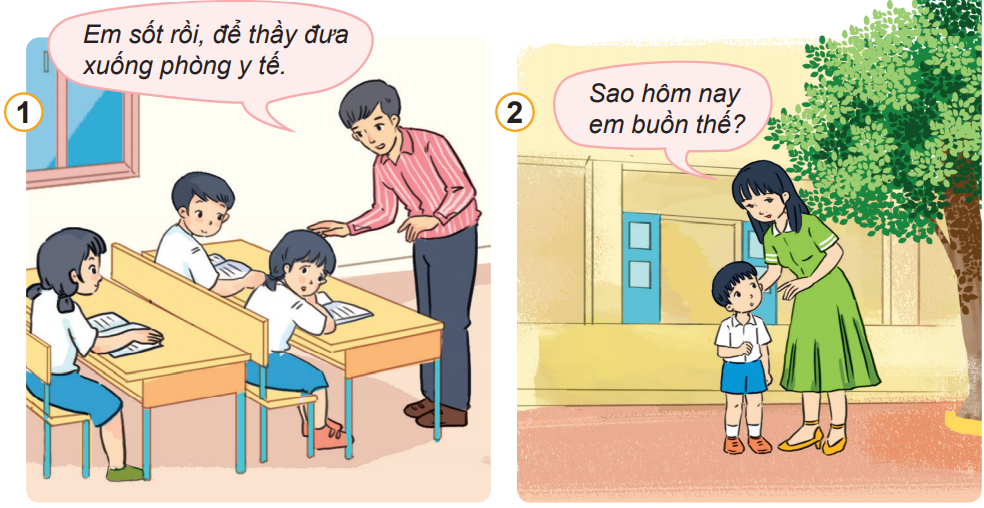 1
Em sốt rồi, để thầy đưa
xuống phòng y tế.
2
Sao hôm nay
em buồn thế?